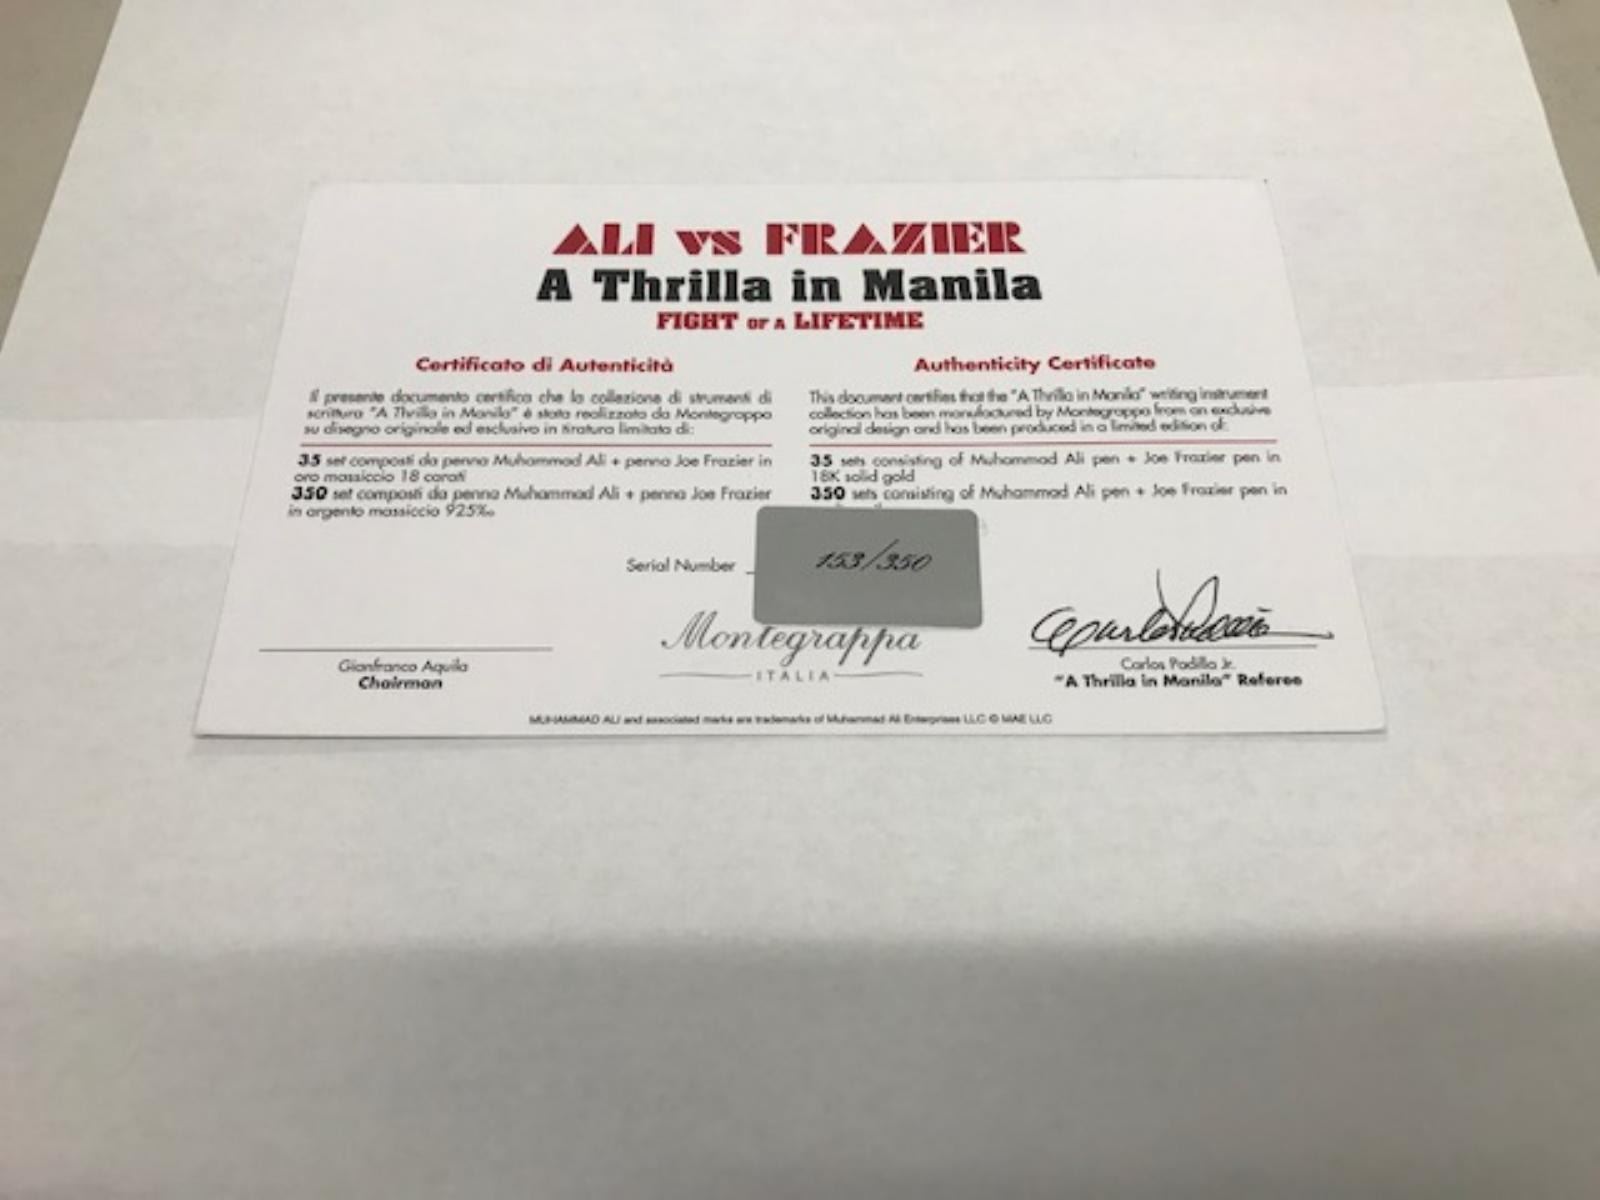 ALI vs FRAZIER
A Thrilla in Manila
FIGHT OF A LIFETIME
Certificato di Autenticità
Il presente documento certifica che la collezione di strumenti di
scrittura "A Thrilla in Manila" è stata realizzata da Montegrappa
su disegno originale ed esclusivo in tiratura limitata di:
35 set composti da penna Muhammad Ali + penna Joe Frazier in
oro massiccio 18 carati
350 set composti da penna Muhammad Ali + penna Joe Frazier
in argento massiccio 925‰
Authenticity Certificate
This document certifies that the "A Thrilla in Manila" writing instrument
collection has been manufactured by Montegrappa from an exclusive
original design and has been produced in a limited edition of:
35 sets consisting of Muhammad Ali pen + Joe Frazier pen in
18K solid gold
350 sets consisting of Muhammad Ali pen + Joe Frazier pen in
Serial Number
153/350
Gianfranco Aquila
Chairman
Montegrappa
ITALIA
Carlos Padilla Jr.
"A Thrilla in Manila" Referee
MUHAMMAD ALI and associated marks are trademarks of Muhammad Ali Enterprises LLC © MAE LLC